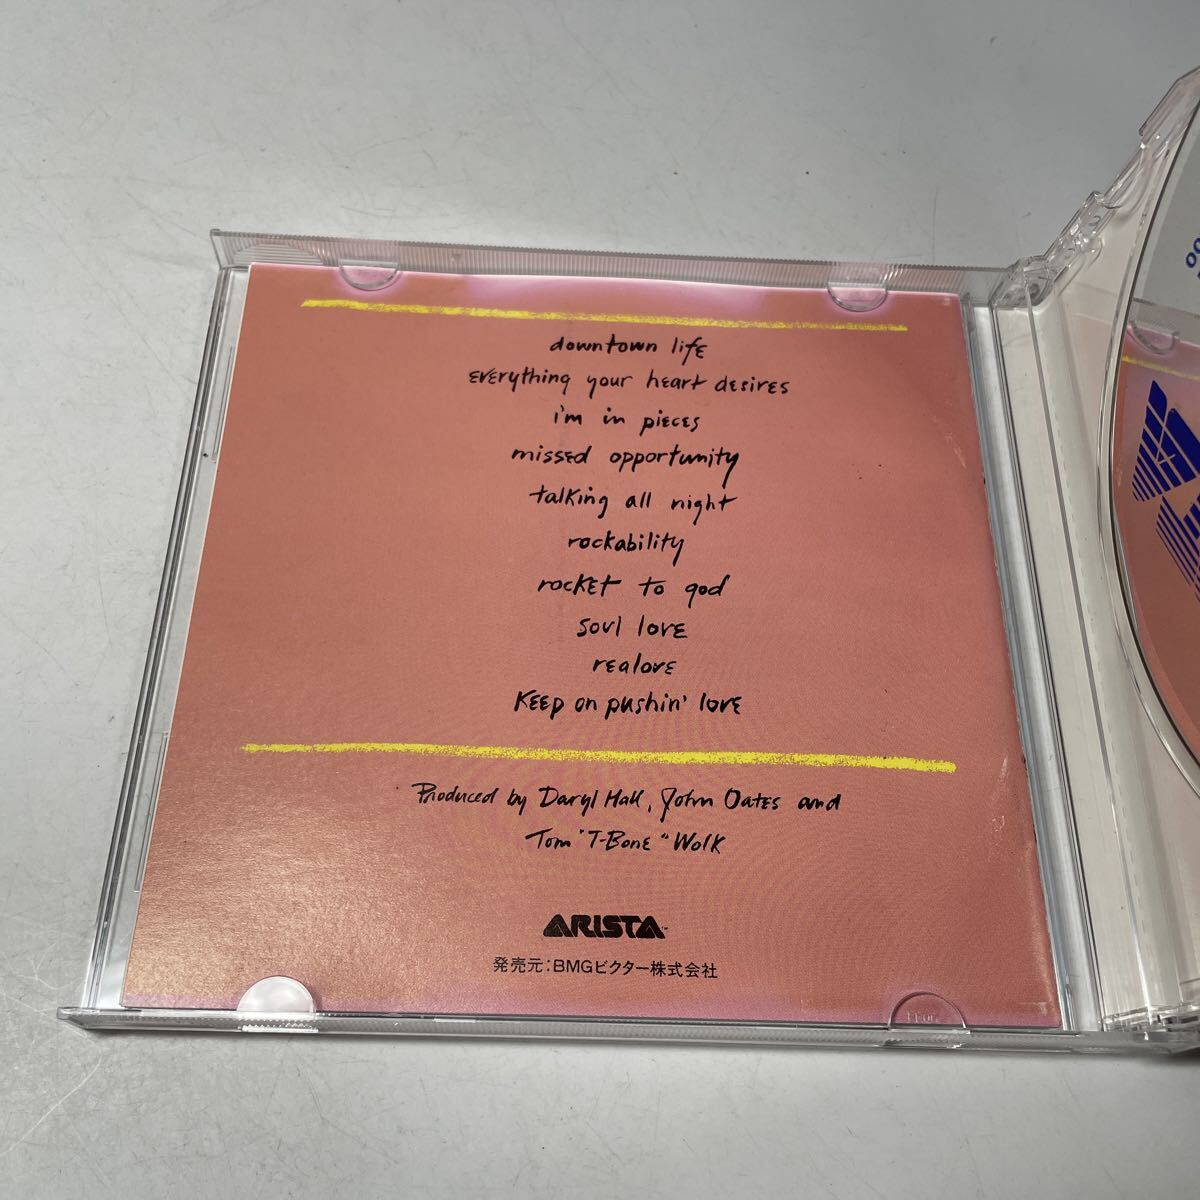 downtown life
everything your heart desires
i'm in pieces
missed opportunity
talking all night
rockability
rocket to god
soul love
realove
Keep on pushin' love
Produced by Daryl Hall, John Oates and
Tom "T-Bone" Wolk
ARISTA™
発売元:BMGビクター株式会社